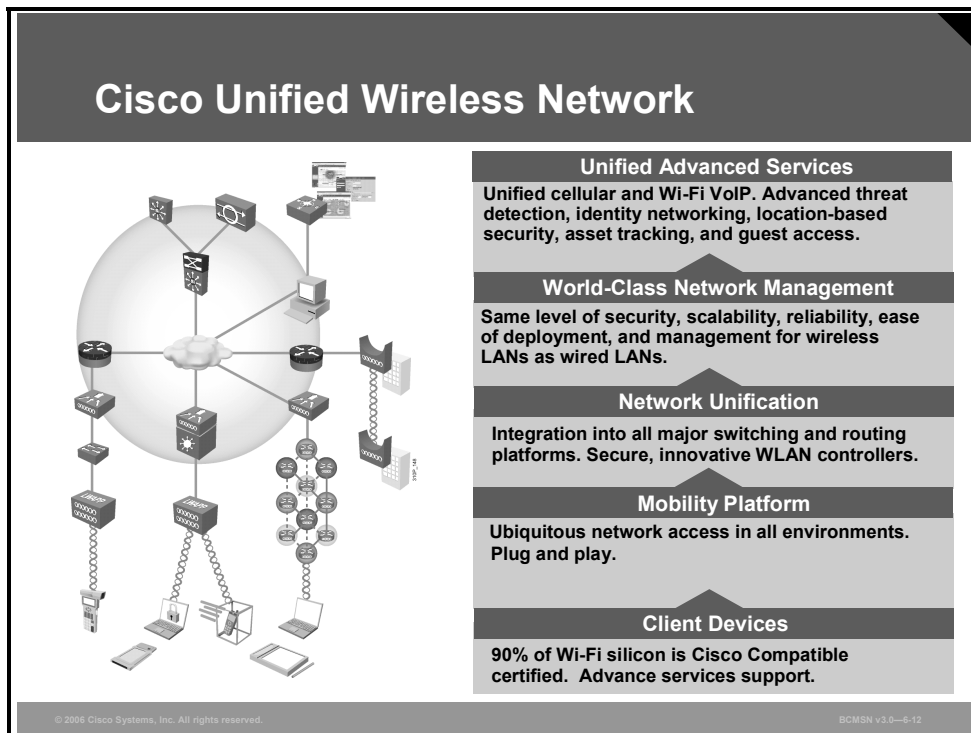 Cisco Unified Wireless Network
Unified Advanced Services
Unified cellular and Wi-Fi VoIP. Advanced threat
detection, identity networking, location-based
security, asset tracking, and guest access.
World-Class Network Management
Same level of security, scalability, reliability, ease
of deployment, and management for wireless
LANs as wired LANs.
Network Unification
Integration into all major switching and routing
platforms. Secure, innovative WLAN controllers.
Mobility Platform
Ubiquitous network access in all environments.
Plug and play.
Client Devices
90% of Wi-Fi silicon is Cisco Compatible
certified. Advance services support.
LWAPP
LWAPP
© 2006 Cisco Systems, Inc. All rights reserved.
BCMSN v3.0—6-12